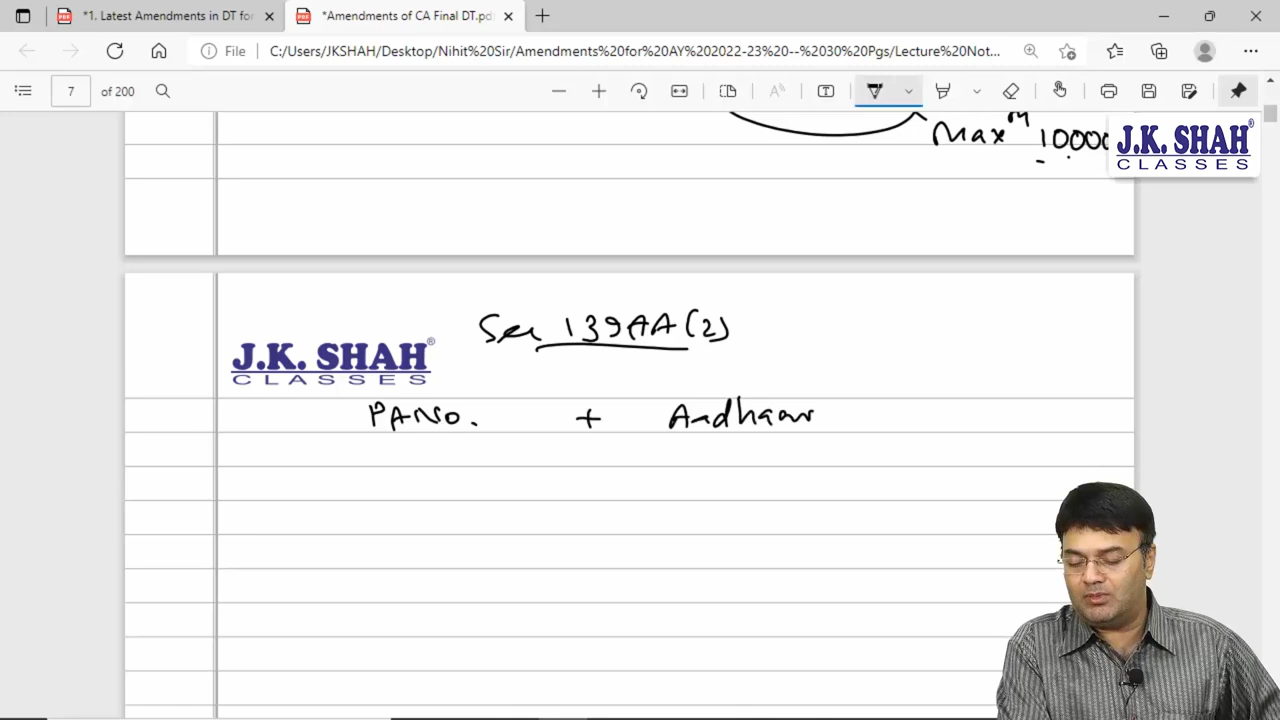 *1. Latest Amendments in DT for
*Amendments of CA Final DT.pd
File C:/Users/JKSHAH/Desktop/Nihit%20Sir/Amendments%20for%20AY%202022-23%20--%2030%20Pgs/Lecture%20Not...
7 of 200
Maxm 10000
J.K. SHAH®
CLASSES
Sec 139AA(2)
J.K. SHAH®
CLASSES
PANo. + Aadhaar